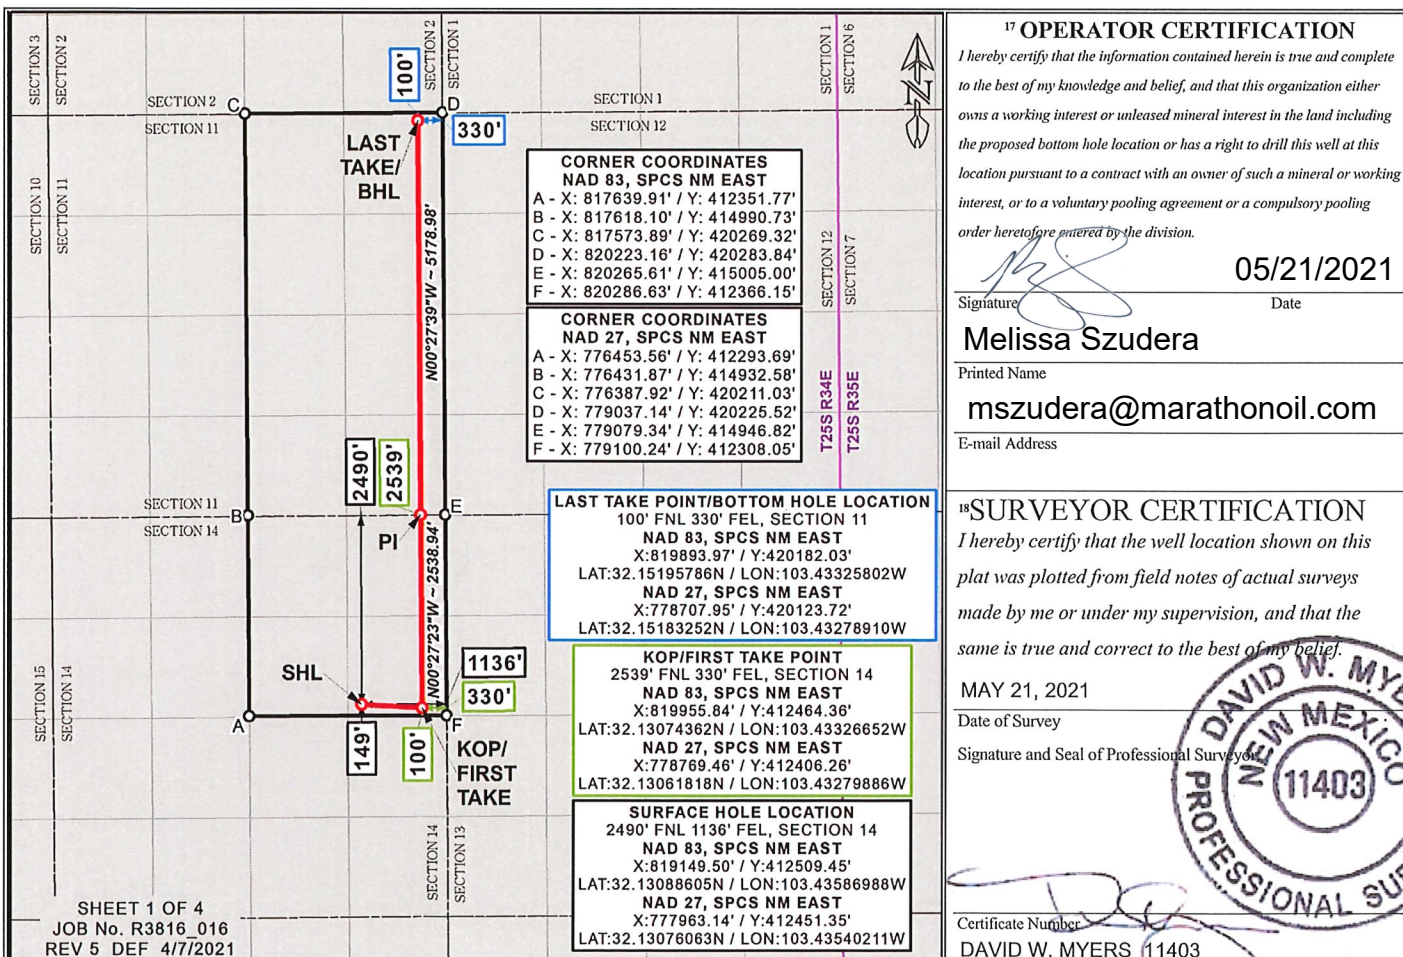 SECTION 3
SECTION 2
SECTION 2
SECTION 1
SECTION 1
SECTION 6
100'
SECTION 2
SECTION 11
C
D
SECTION 1
SECTION 12
N
330'
LAST
TAKE/
BHL
SECTION 10
SECTION 11
N00°27'39"W ~ 5178.98'
CORNER COORDINATES
NAD 83, SPCS NM EAST
A - X: 817639.91' / Y: 412351.77'
B - X: 817618.10' / Y: 414990.73'
C - X: 817573.89' / Y: 420269.32'
D - X: 820223.16' / Y: 420283.84'
E - X: 820265.61' / Y: 415005.00'
F - X: 820286.63' / Y: 412366.15'
CORNER COORDINATES
NAD 27, SPCS NM EAST
A - X: 776453.56' / Y: 412293.69'
B - X: 776431.87' / Y: 414932.58'
C - X: 776387.92' / Y: 420211.03'
D - X: 779037.14' / Y: 420225.52'
E - X: 779079.34' / Y: 414946.82'
F - X: 779100.24' / Y: 412308.05'
SECTION 12
SECTION 7
T25S R34E
T25S R35E
2490'
2539'
SECTION 11
SECTION 14
B
E
PI
N00°27'23"W ~ 2538.94'
LAST TAKE POINT/BOTTOM HOLE LOCATION
100' FNL 330' FEL, SECTION 11
NAD 83, SPCS NM EAST
X:819893.97' / Y:420182.03'
LAT:32.15195786N / LON:103.43325802W
NAD 27, SPCS NM EAST
X:778707.95' / Y:420123.72'
LAT:32.15183252N / LON:103.43278910W
KOP/FIRST TAKE POINT
2539' FNL 330' FEL, SECTION 14
NAD 83, SPCS NM EAST
X:819955.84' / Y:412464.36'
LAT:32.13074362N / LON:103.43326652W
NAD 27, SPCS NM EAST
X:778769.46' / Y:412406.26'
LAT:32.13061818N / LON:103.43279886W
SURFACE HOLE LOCATION
2490' FNL 1136' FEL, SECTION 14
NAD 83, SPCS NM EAST
X:819149.50' / Y:412509.45'
LAT:32.13088605N / LON:103.43586988W
NAD 27, SPCS NM EAST
X:777963.14' / Y:412451.35'
LAT:32.13076063N / LON:103.43540211W
SHL
1136'
330'
SECTION 15
SECTION 14
A
F
149'
100'
KOP/
FIRST
TAKE
SECTION 14
SECTION 13
SHEET 1 OF 4
JOB No. R3816_016
REV 5 DEF 4/7/2021
17 OPERATOR CERTIFICATION
I hereby certify that the information contained herein is true and complete
to the best of my knowledge and belief, and that this organization either
owns a working interest or unleased mineral interest in the land including
the proposed bottom hole location or has a right to drill this well at this
location pursuant to a contract with an owner of such a mineral or working
interest, or to a voluntary pooling agreement or a compulsory pooling
order heretofore entered by the division.
05/21/2021
Signature Date
Melissa Szudera
Printed Name
mszudera@marathonoil.com
E-mail Address
18 SURVEYOR CERTIFICATION
I hereby certify that the well location shown on this
plat was plotted from field notes of actual surveys
made by me or under my supervision, and that the
same is true and correct to the best of my belief.
MAY 21, 2021
Date of Survey
Signature and Seal of Professional Surveyor
DAVID W. MYE
NEW MEXICO
11403
PROFESSIONAL SU
Certificate Number
DAVID W. MYERS 11403